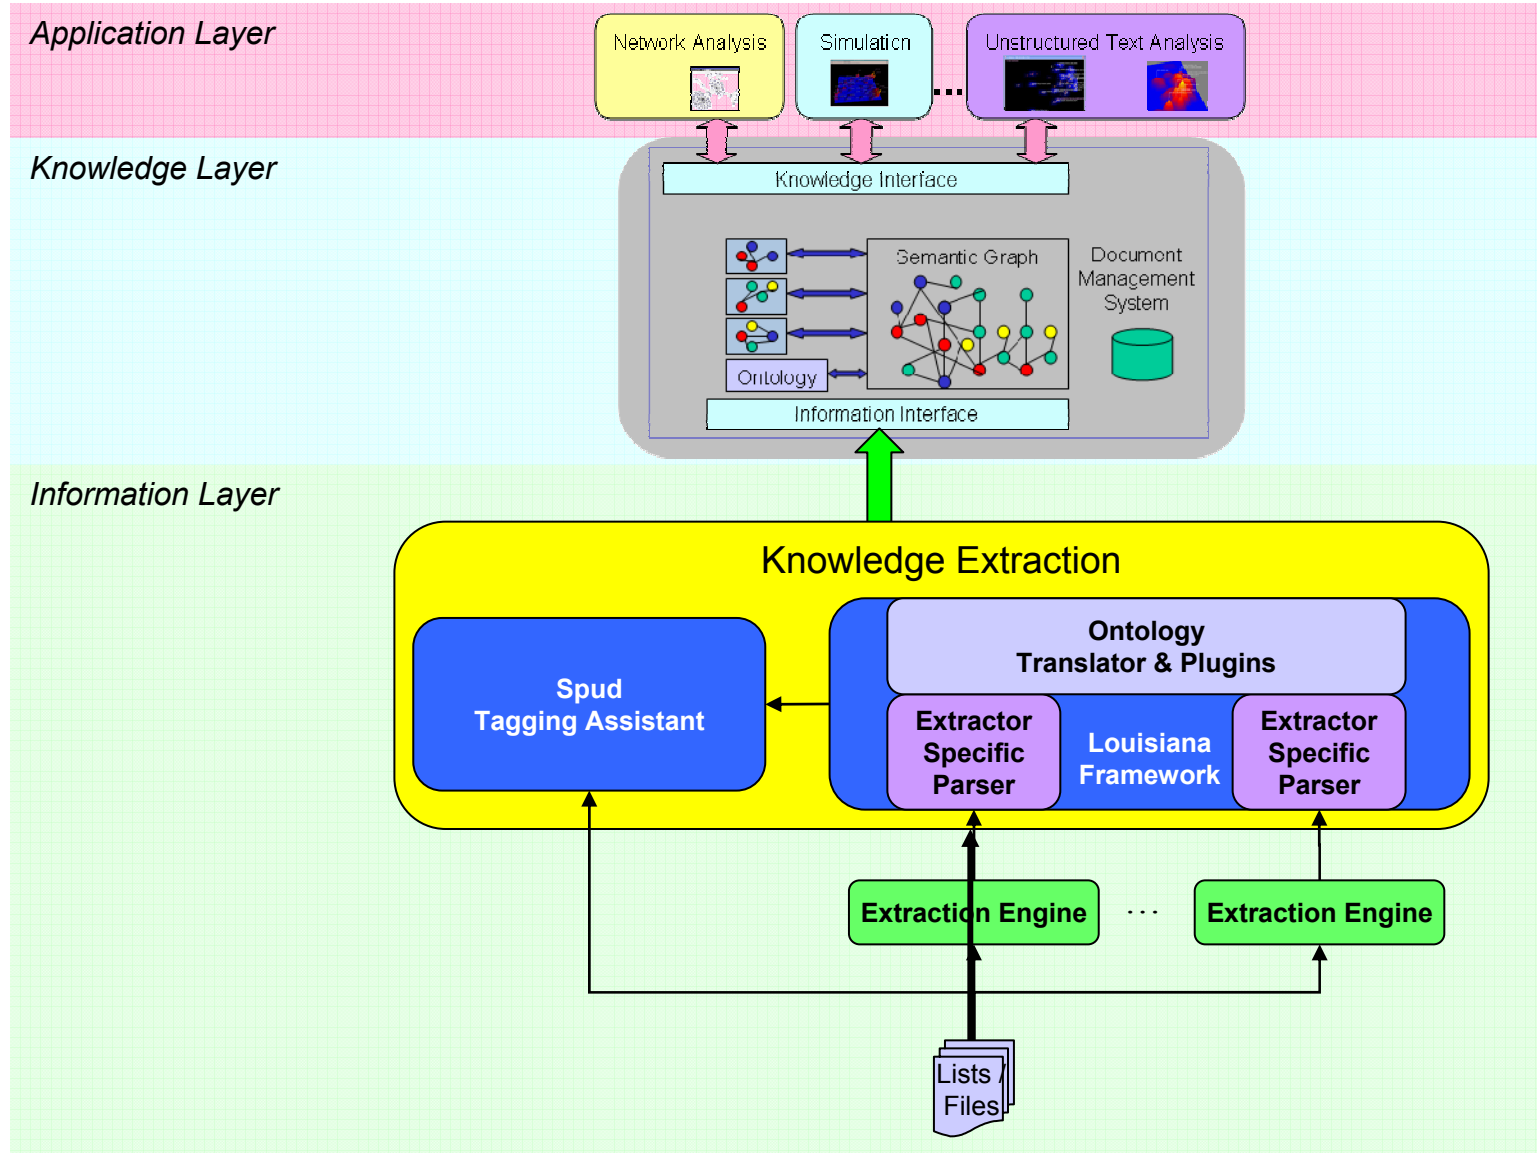 Application Layer
Network Analysis
Simulation
Unstructured Text Analysis
Knowledge Layer
Knowledge Interface
Semantic Graph
Document
Management
System
Ontology
Information Interface
Information Layer
Knowledge Extraction
Ontology
Translator & Plugins
Spud
Tagging Assistant
Extractor
Specific
Parser
Louisiana
Framework
Extractor
Specific
Parser
Extraction Engine
...
Extraction Engine
Lists /
Files